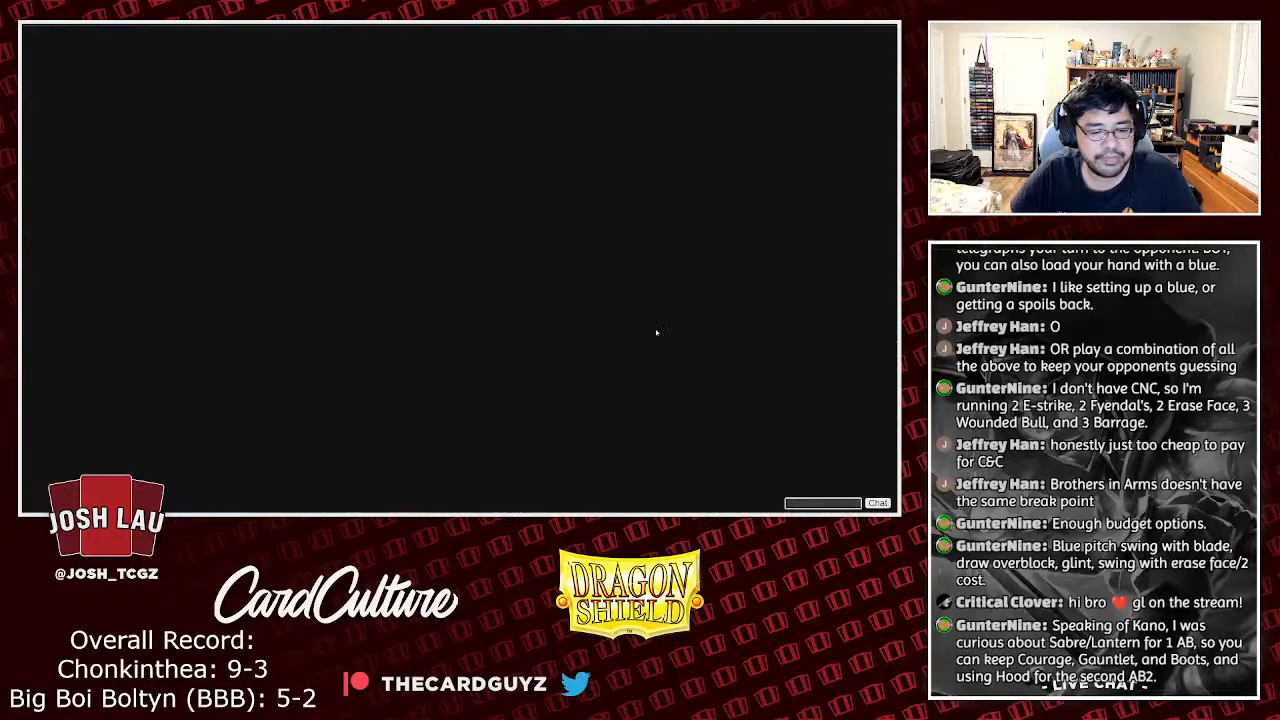 telegraphs your turn to the opponent. BUT,
you can also load your hand with a blue.
GunterNine: I like setting up a blue, or
getting a spoils back.
Jeffrey Han: O
Jeffrey Han: OR play a combination of all
the above to keep your opponents guessing
GunterNine: I don't have CNC, so I'm
running 2 E-strike, 2 Fyendal's, 2 Erase Face, 3
Wounded Bull, and 3 Barrage.
Jeffrey Han: honestly just too cheap to pay
for C&C
Jeffrey Han: Brothers in Arms doesn't have
the same break point
GunterNine: Enough budget options.
GunterNine: Blue pitch swing with blade,
draw overblock, glint, swing with erase face/2
cost.
Critical Clover: hi bro ❤️ gl on the stream!
GunterNine: Speaking of Kano, I was
curious about Sabre/Lantern for 1 AB, so you
can keep Courage, Gauntlet, and Boots, and
using Hood for the second AB2.
- LIVE CHAT -
Chat
JOSH LAU
@JOSH_TCGZ
CardCulture
DRAGON
SHIELD
Overall Record:
Chonkinthea: 9-3
Big Boi Boltyn (BBB): 5-2
THECARDGUYZ